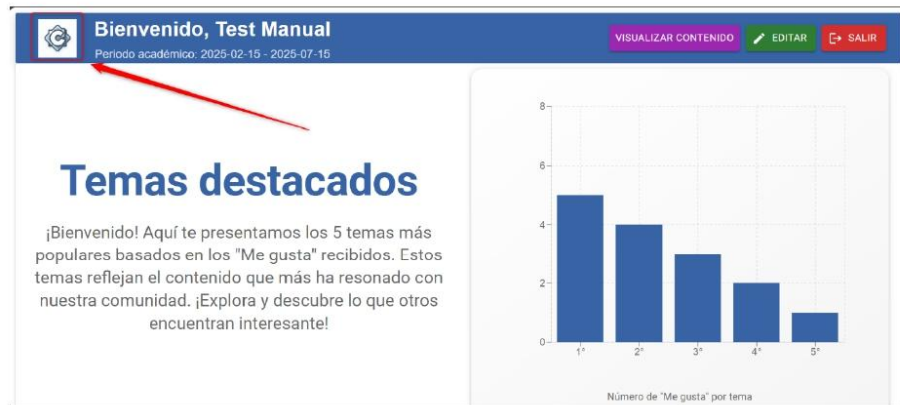 Bienvenido, Test Manual
Periodo académico: 2025-02-15 - 2025-07-15
VISUALIZAR CONTENIDO
EDITAR
SALIR
Temas destacados
¡Bienvenido! Aquí te presentamos los 5 temas más
populares basados en los "Me gusta" recibidos. Estos
temas reflejan el contenido que más ha resonado con
nuestra comunidad. ¡Explora y descubre lo que otros
encuentran interesante!
8
6
4
2
0
1° 2° 3° 4° 5°
Número de "Me gusta" por tema